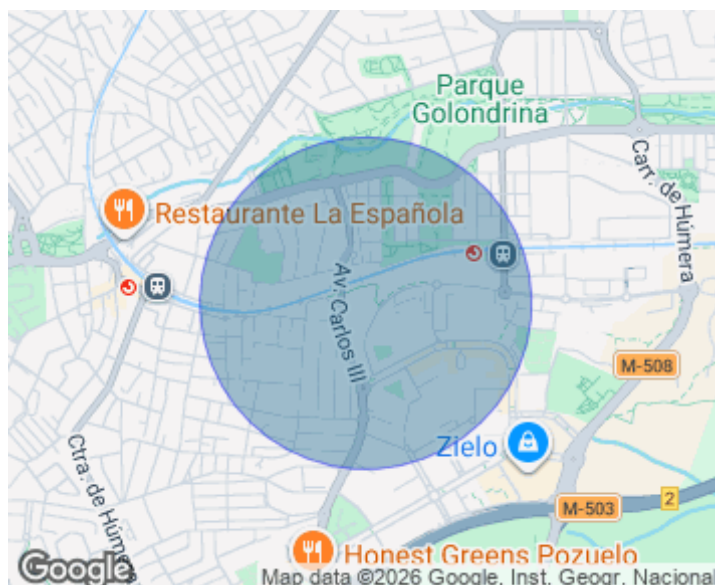 Parque
Golondrina
Restaurante La Española
Carr. de Húmera
Av. Carlos III
M-508
Zielo
Ctra. de Húmera
M-503
2
Honest Greens Pozuelo
Google
Map data ©2026 Google, Inst. Geogr. Nacional